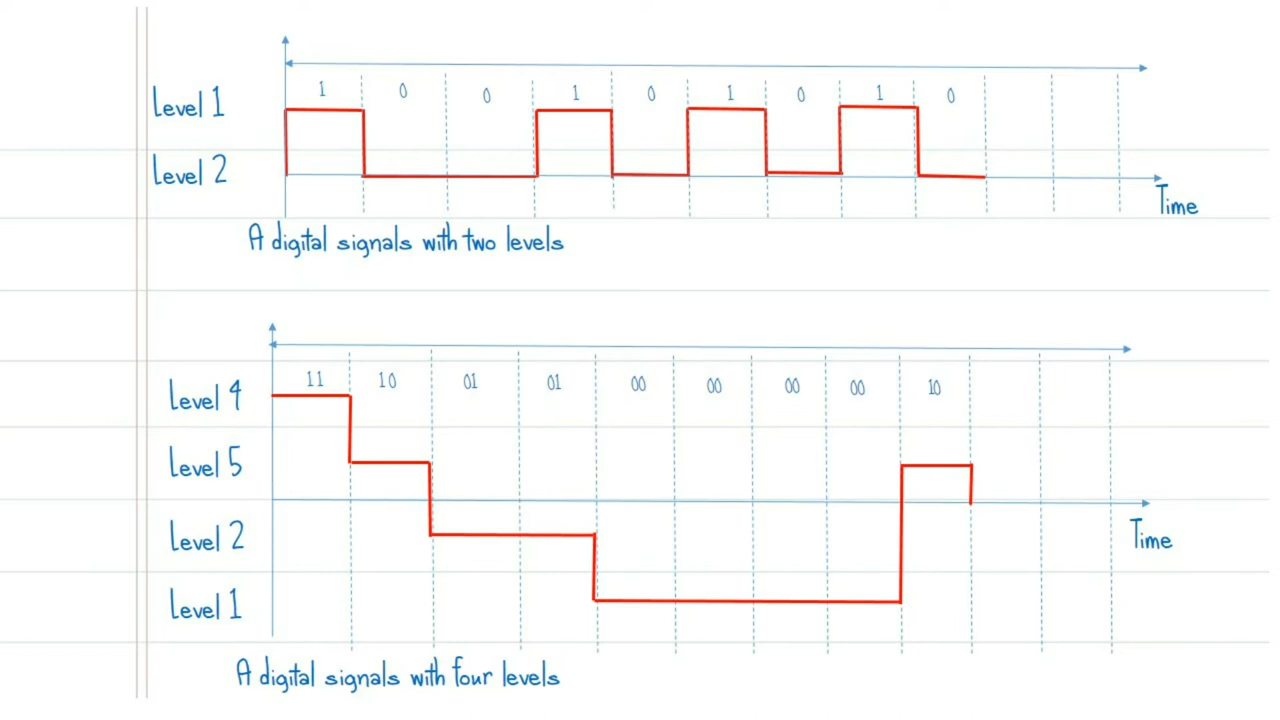 1 0 0 1 0 1 0 1 0
Level 1
Level 2
Time
A digital signals with two levels
11 10 01 01 00 00 00 00 10
Level 4
Level 5
Level 2
Time
Level 1
A digital signals with four levels